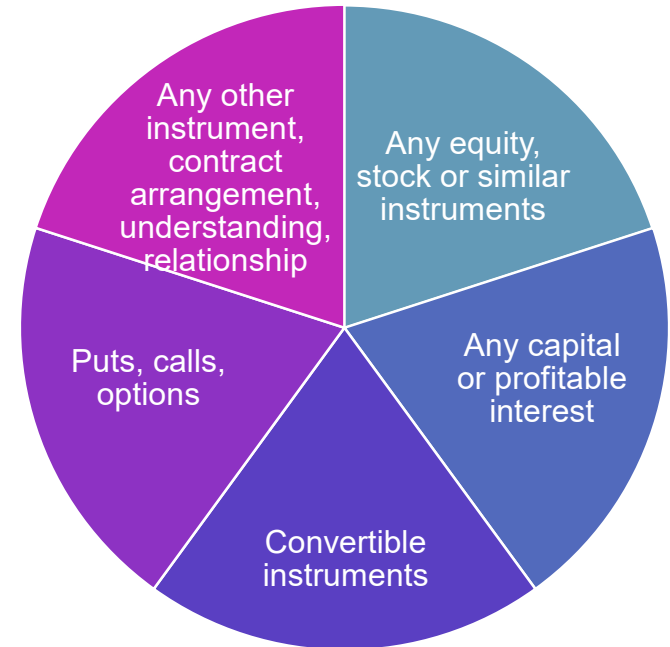 Any other
instrument,
contract
arrangement,
understanding,
relationship
Any equity,
stock or similar
instruments
Puts, calls,
options
Any capital
or profitable
interest
Convertible
instruments